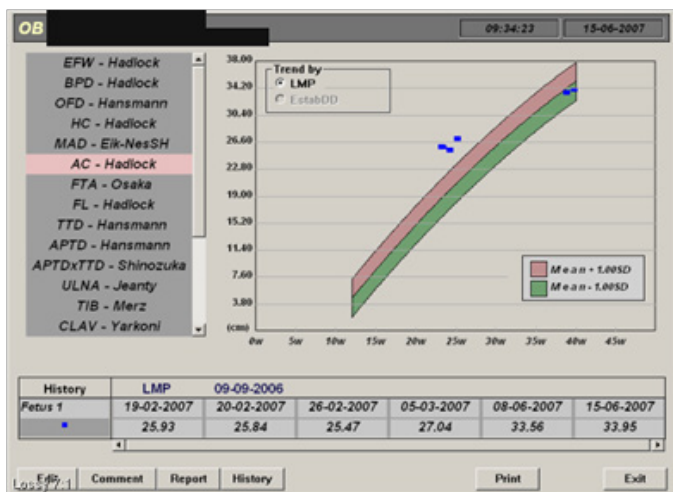 OB
09:34:23
15-06-2007
EFW - Hadlock
BPD - Hadlock
OFD - Hansmann
HC - Hadlock
MAD - Eik-NesSH
AC - Hadlock
FTA - Osaka
FL - Hadlock
TTD - Hansmann
APTD - Hansmann
APTDxTTD - Shinozuka
ULNA - Jeanty
TIB - Merz
CLAV - Yarkoni
Trend by
LMP
EstabDD
38.00
34.20
30.40
26.60
22.80
19.00
15.20
11.40
7.60
3.80
(cm)
0w 5w 10w 15w 20w 25w 30w 35w 40w 45w
Mean + 1.00SD
Mean - 1.00SD
History LMP 09-09-2006
Fetus 1 19-02-2007 20-02-2007 26-02-2007 05-03-2007 08-06-2007 15-06-2007
25.93 25.84 25.47 27.04 33.56 33.95
Edit Comment Report History Print Exit
Lossy 7:1